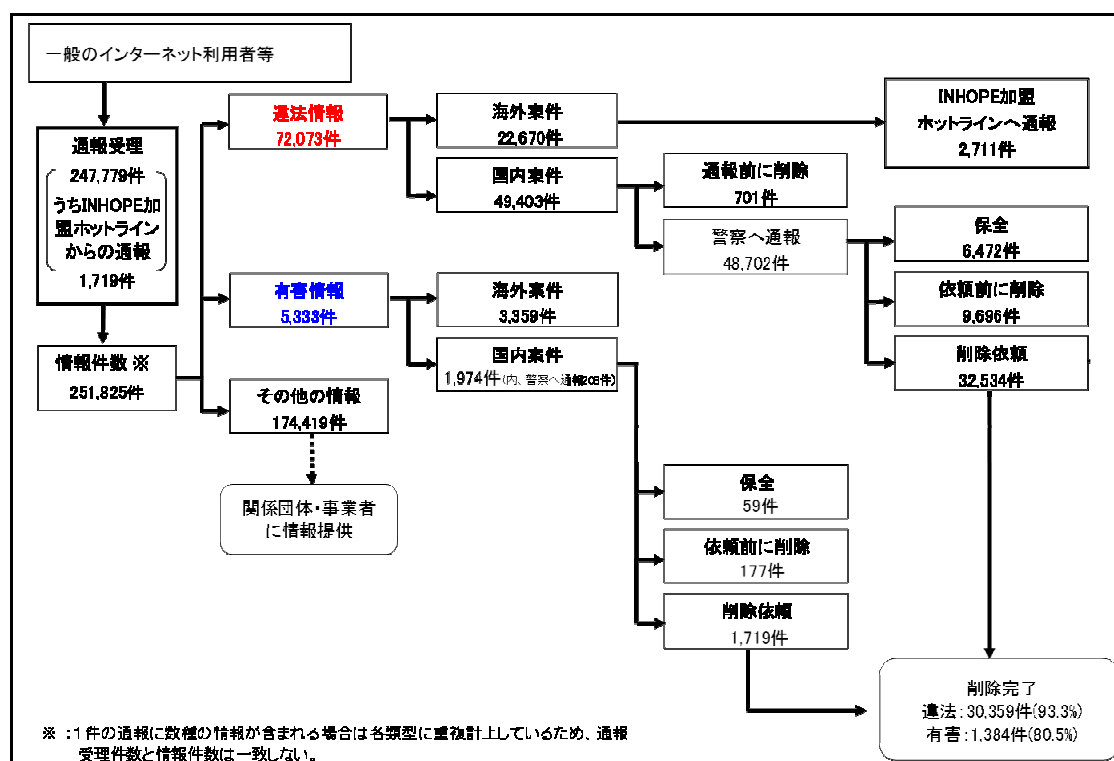 一般のインターネット利用者等
通報受理
247,779件
うちINHOPE加
盟ホットライン
からの通報
1,719件
情報件数 ※
251,825件
違法情報
72,073件
有害情報
5,333件
その他の情報
174,419件
関係団体・事業者
に情報提供
海外案件
22,670件
国内案件
49,403件
海外案件
3,359件
国内案件
1,974件(内、警察へ通報203件)
INHOPE加盟
ホットラインへ通報
2,711件
通報前に削除
701件
警察へ通報
48,702件
保全
6,472件
依頼前に削除
9,696件
削除依頼
32,534件
保全
59件
依頼前に削除
177件
削除依頼
1,719件
削除完了
違法:30,359件(93.3%)
有害:1,384件(80.5%)
※ :1件の通報に数種の情報が含まれる場合は各類型に重複計上しているため、通報
受理件数と情報件数は一致しない。